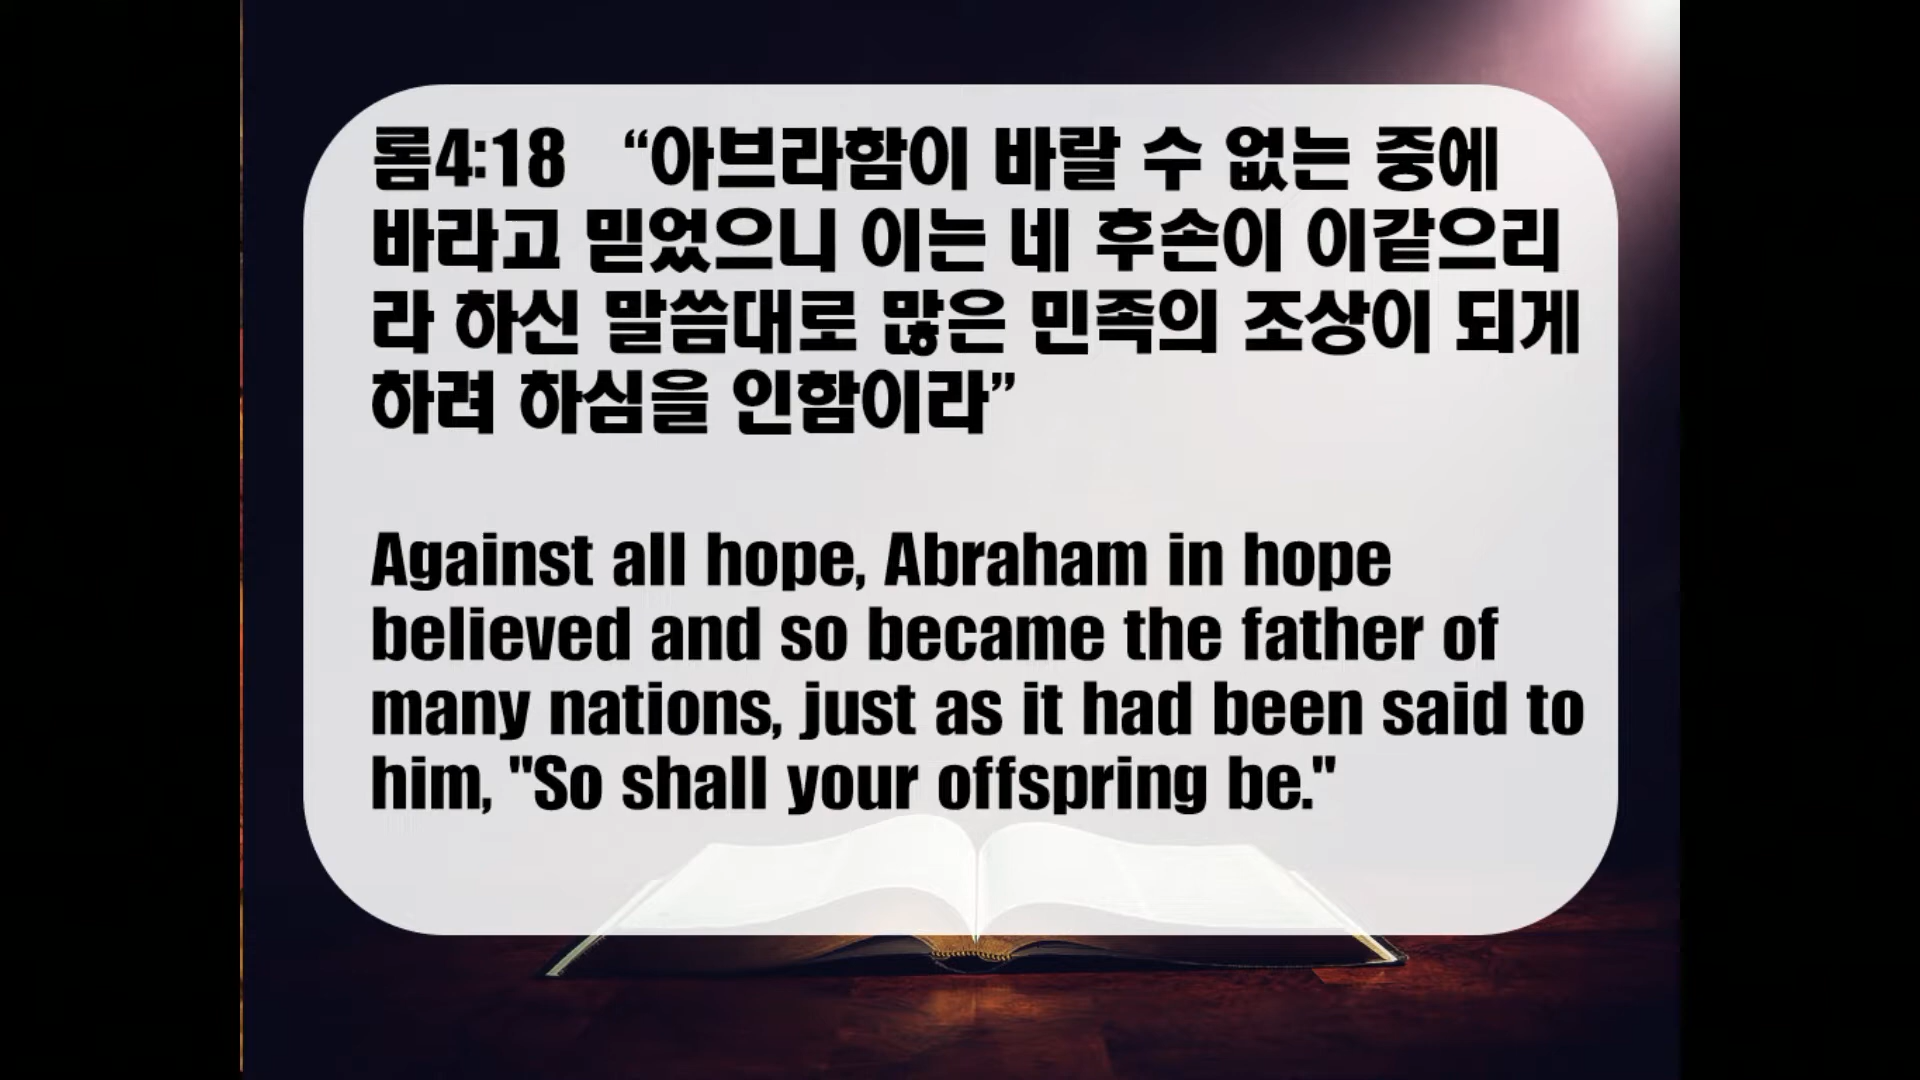 롬4:18 “아브라함이 바랄 수 없는 중에
바라고 믿었으니 이는 네 후손이 이같으리
라 하신 말씀대로 많은 민족의 조상이 되게
하려 하심을 인함이라”
Against all hope, Abraham in hope
believed and so became the father of
many nations, just as it had been said to
him, "So shall your offspring be."